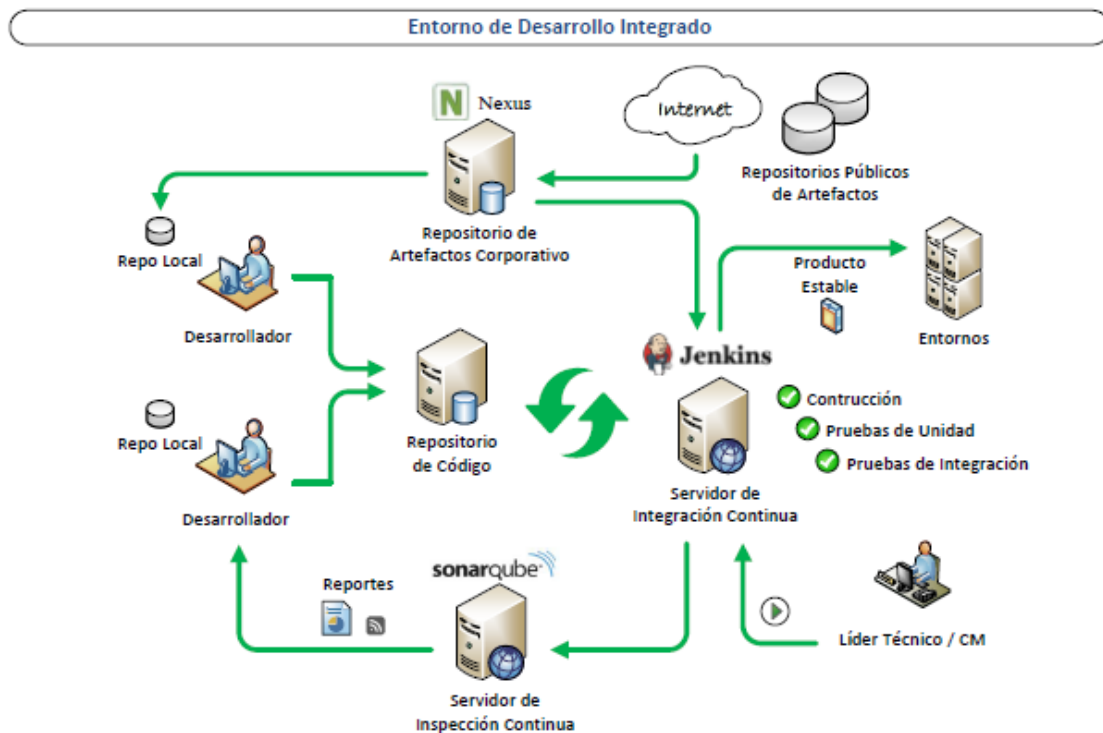 Entorno de Desarrollo Integrado
N Nexus
Internet
Repositorios Públicos
de Artefactos
Repositorio de
Artefactos Corporativo
Repo Local
Desarrollador
Producto
Estable
Entornos
Jenkins
Repo Local
Desarrollador
Repositorio
de Código
Contrucción
Pruebas de Unidad
Pruebas de Integración
Servidor de
Integración Continua
sonarqube
Reportes
Líder Técnico / CM
Servidor de
Inspección Continua